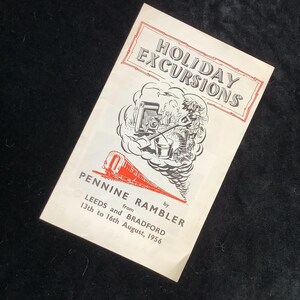 HOLIDAY
EXCURSIONS
by
PENNINE RAMBLER
from
LEEDS and BRADFORD
13th to 16th August, 1956